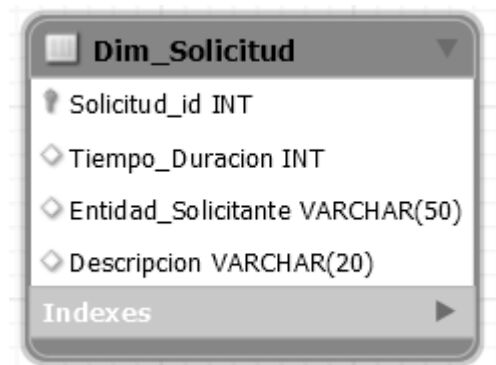 Dim_Solicitud
Solicitud_id INT
Tiempo_Duracion INT
Entidad_Solicitante VARCHAR(50)
Descripcion VARCHAR(20)
Indexes